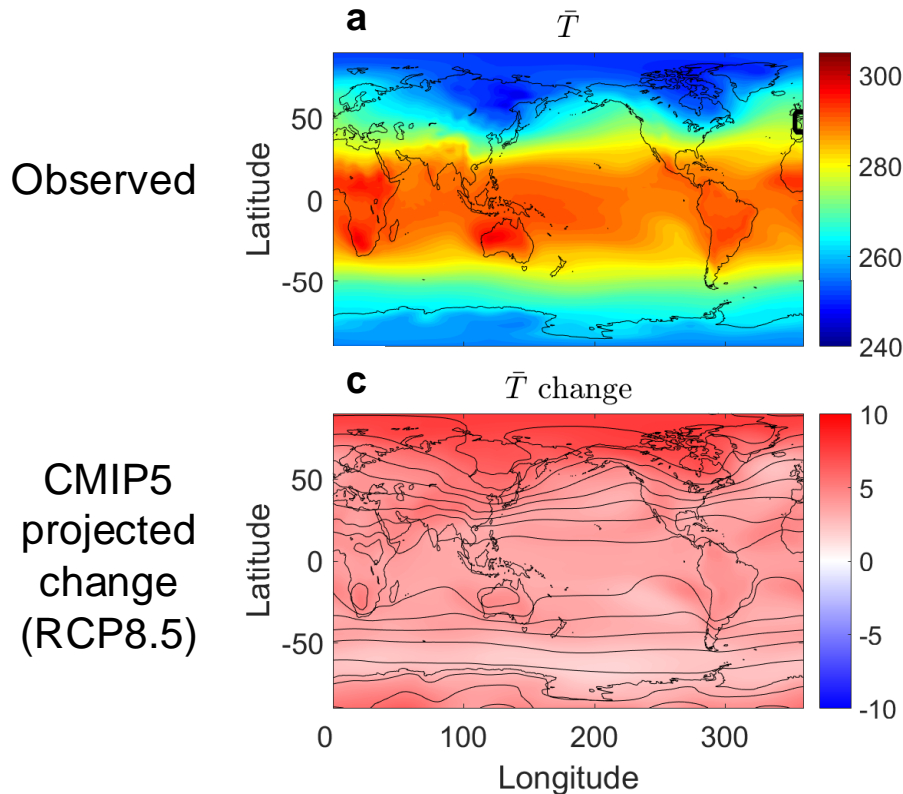 a
T̄
Observed
Latitude
50
0
-50
300
280
260
240
c
T̄ change
CMIP5
projected
change
(RCP8.5)
Latitude
50
0
-50
0
100
200
300
Longitude
10
5
0
-5
-10